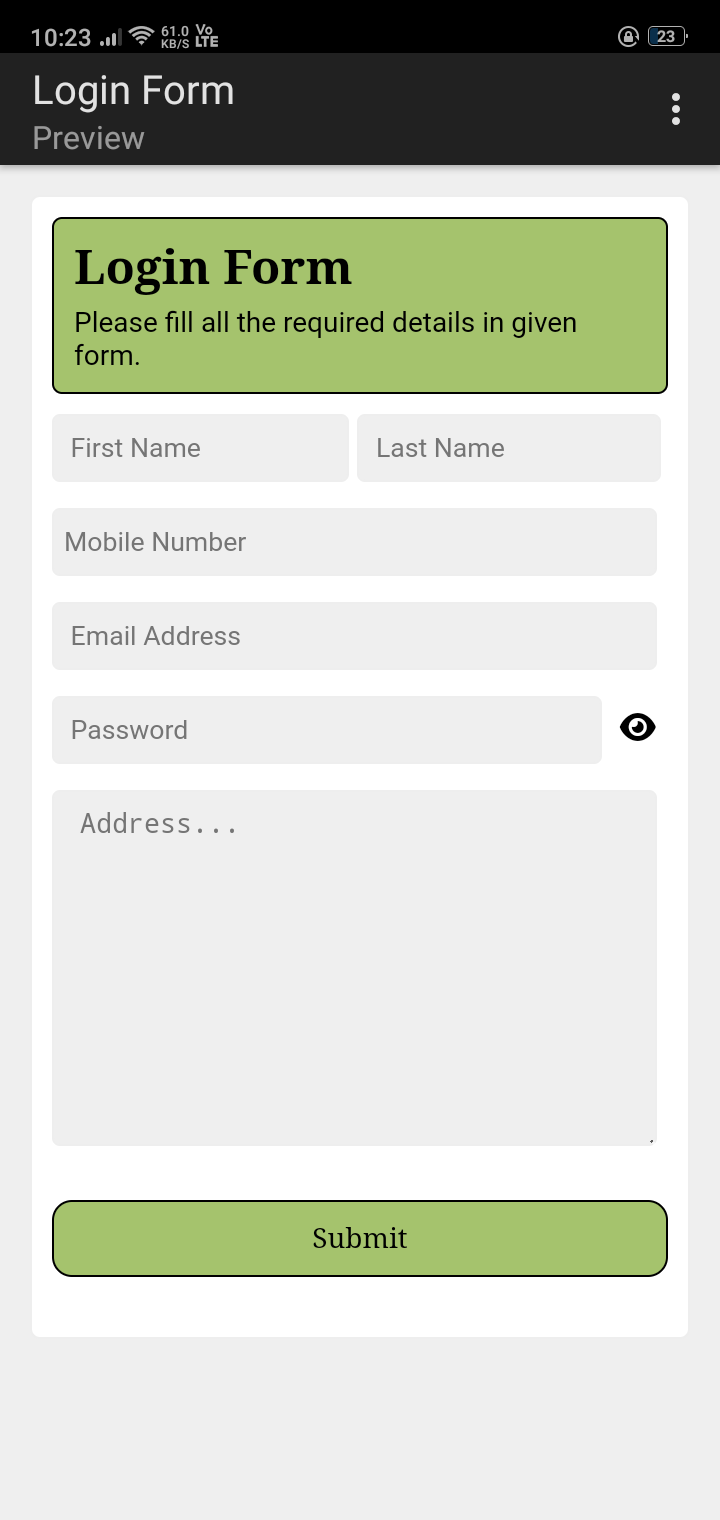 10:23 61.0 KB/S Vo LTE 23
Login Form
Preview
Login Form
Please fill all the required details in given
form.
First Name Last Name
Mobile Number
Email Address
Password
Address...
Submit